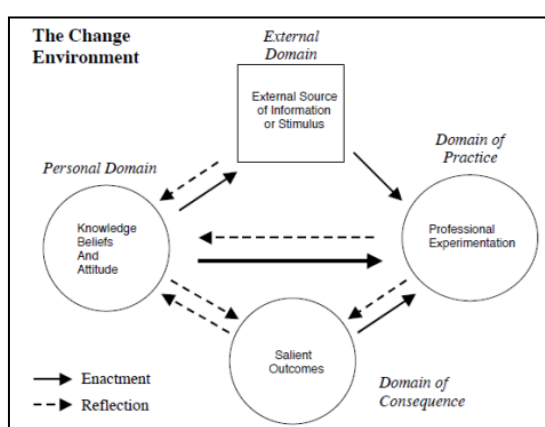 The Change
Environment
External
Domain
External Source
of Information
or Stimulus
Domain of
Practice
Personal Domain
Knowledge
Beliefs
And
Attitude
Professional
Experimentation
Salient
Outcomes
Enactment
Reflection
Domain of
Consequence